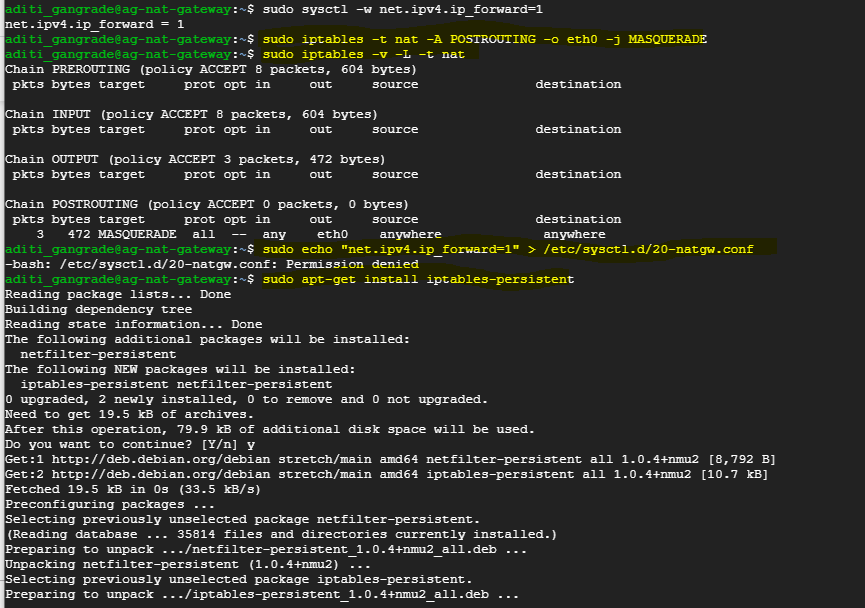 aditi_gangrade@ag-nat-gateway:~$ sudo sysctl -w net.ipv4.ip_forward=1
net.ipv4.ip_forward = 1
aditi_gangrade@ag-nat-gateway:~$ sudo iptables -t nat -A POSTROUTING -o eth0 -j MASQUERADE
aditi_gangrade@ag-nat-gateway:~$ sudo iptables -v -L -t nat
Chain PREROUTING (policy ACCEPT 8 packets, 604 bytes)
 pkts bytes target     prot opt in     out     source               destination

Chain INPUT (policy ACCEPT 8 packets, 604 bytes)
 pkts bytes target     prot opt in     out     source               destination

Chain OUTPUT (policy ACCEPT 3 packets, 472 bytes)
 pkts bytes target     prot opt in     out     source               destination

Chain POSTROUTING (policy ACCEPT 0 packets, 0 bytes)
 pkts bytes target     prot opt in     out     source               destination
    3   472 MASQUERADE  all  --  any    eth0    anywhere             anywhere
aditi_gangrade@ag-nat-gateway:~$ sudo echo "net.ipv4.ip_forward=1" > /etc/sysctl.d/20-natgw.conf
-bash: /etc/sysctl.d/20-natgw.conf: Permission denied
aditi_gangrade@ag-nat-gateway:~$ sudo apt-get install iptables-persistent
Reading package lists... Done
Building dependency tree
Reading state information... Done
The following additional packages will be installed:
  netfilter-persistent
The following NEW packages will be installed:
  iptables-persistent netfilter-persistent
0 upgraded, 2 newly installed, 0 to remove and 0 not upgraded.
Need to get 19.5 kB of archives.
After this operation, 79.9 kB of additional disk space will be used.
Do you want to continue? [Y/n] y
Get:1 http://deb.debian.org/debian stretch/main amd64 netfilter-persistent all 1.0.4+nmu2 [8,792 B]
Get:2 http://deb.debian.org/debian stretch/main amd64 iptables-persistent all 1.0.4+nmu2 [10.7 kB]
Fetched 19.5 kB in 0s (33.5 kB/s)
Preconfiguring packages ...
Selecting previously unselected package netfilter-persistent.
(Reading database ... 35814 files and directories currently installed.)
Preparing to unpack .../netfilter-persistent_1.0.4+nmu2_all.deb ...
Unpacking netfilter-persistent (1.0.4+nmu2) ...
Selecting previously unselected package iptables-persistent.
Preparing to unpack .../iptables-persistent_1.0.4+nmu2_all.deb ...